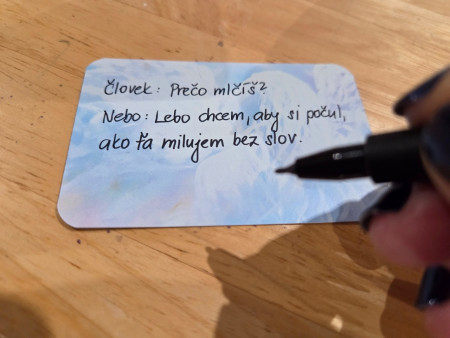 Človek: Prečo mlčíš?
Nebo: Lebo chcem, aby si počul,
ako ťa milujem bez slov.